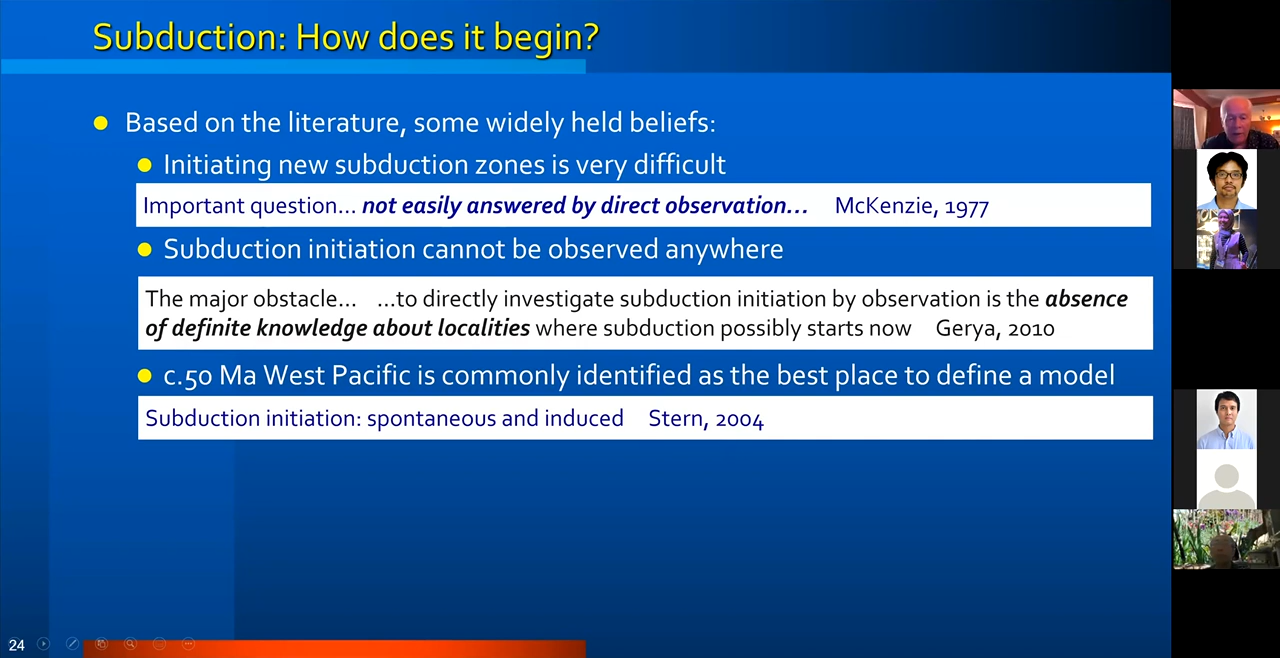 Subduction: How does it begin?
Based on the literature, some widely held beliefs:
Initiating new subduction zones is very difficult
Important question… not easily answered by direct observation… McKenzie, 1977
Subduction initiation cannot be observed anywhere
The major obstacle… …to directly investigate subduction initiation by observation is the absence
of definite knowledge about localities where subduction possibly starts now Gerya, 2010
c.50 Ma West Pacific is commonly identified as the best place to define a model
Subduction initiation: spontaneous and induced Stern, 2004
24